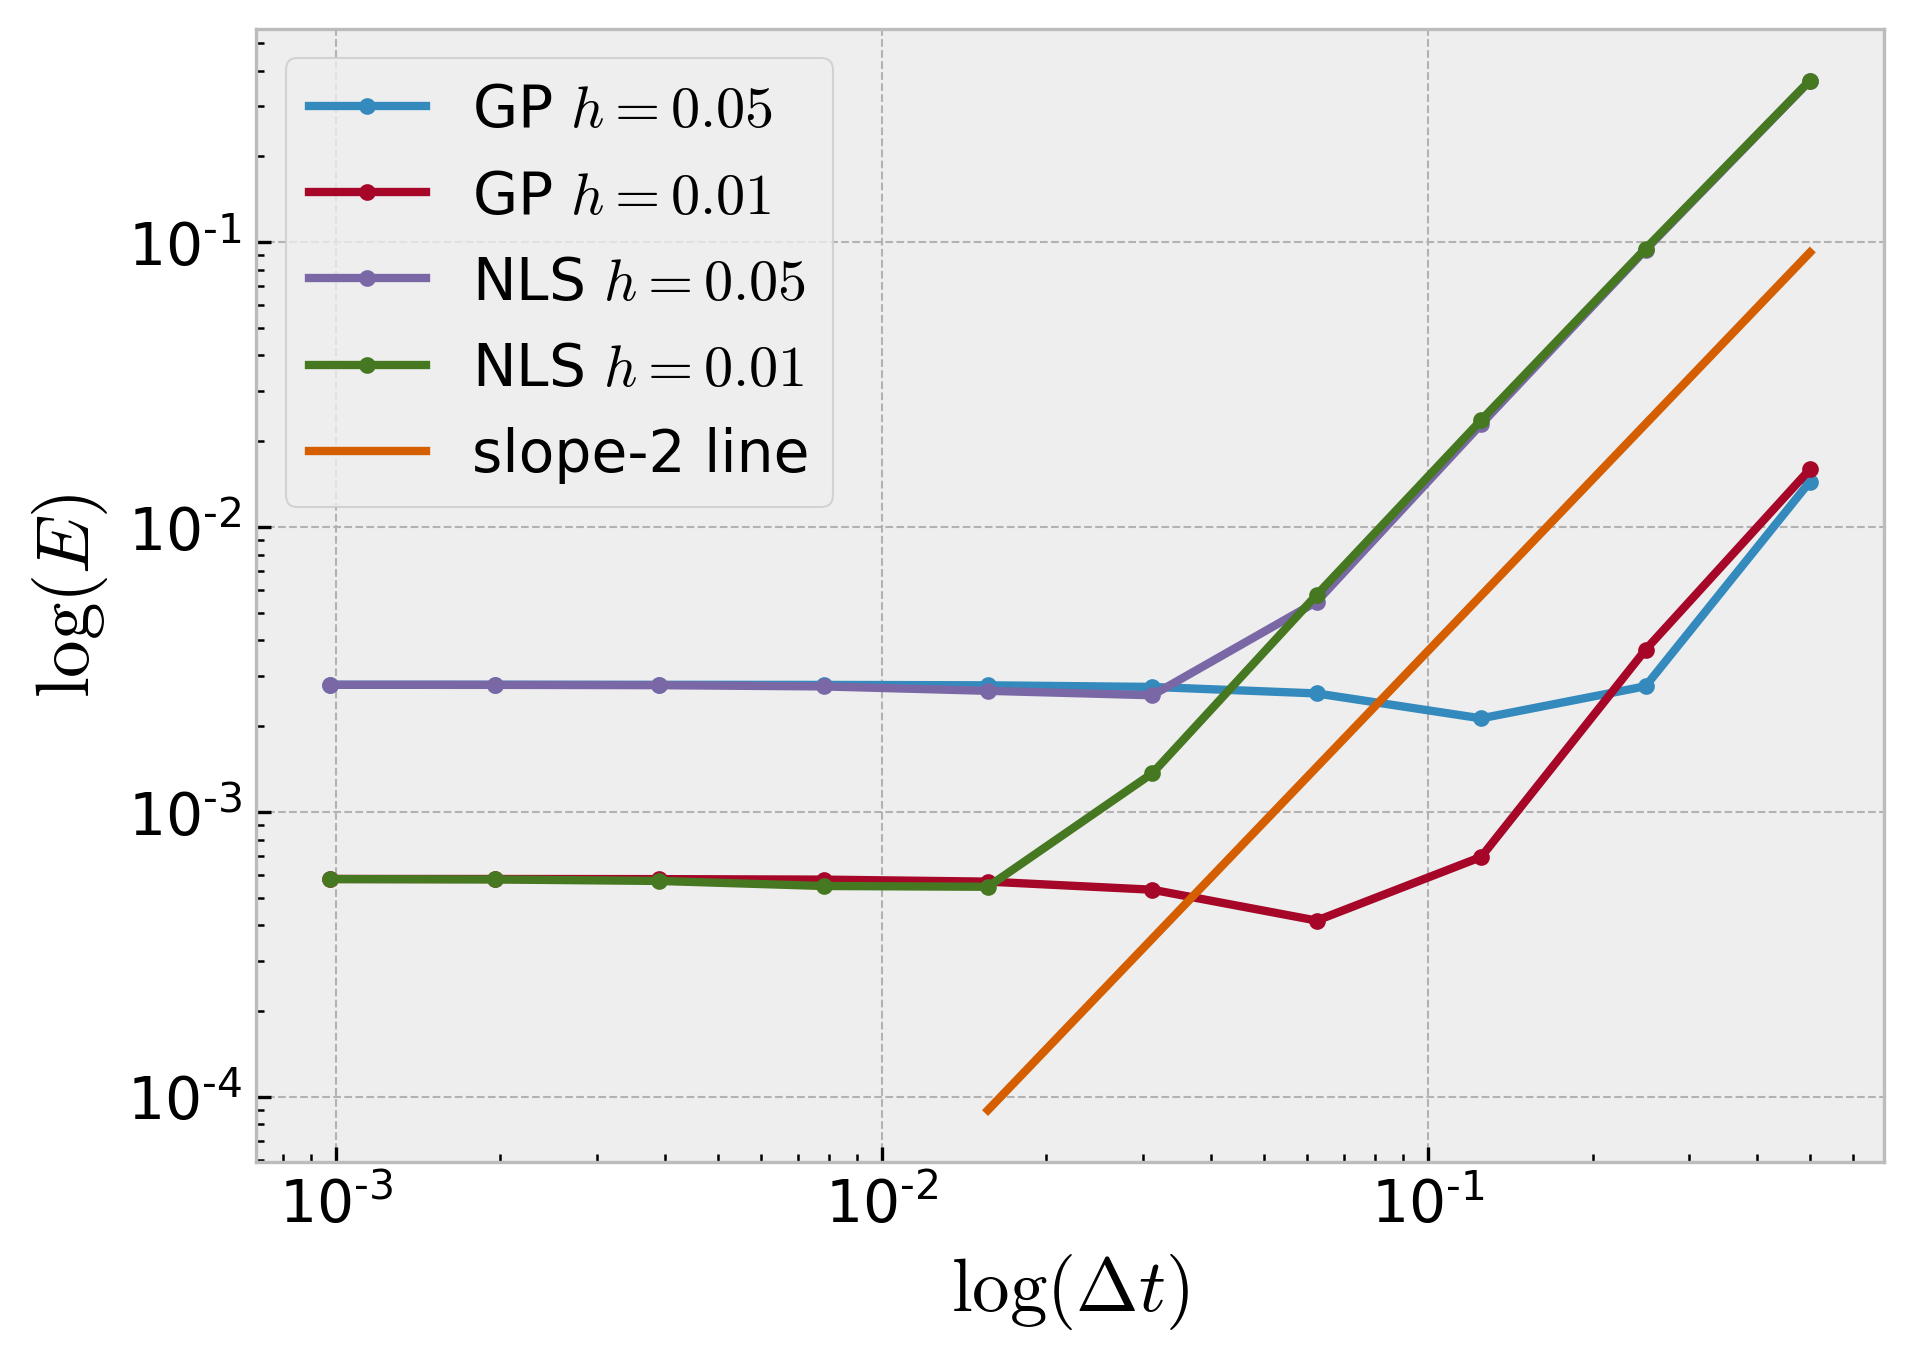 GP h = 0.05
GP h = 0.01
NLS h = 0.05
NLS h = 0.01
slope-2 line
10^-1
10^-2
10^-3
10^-4
log(E)
10^-3 10^-2 10^-1
log(Δt)